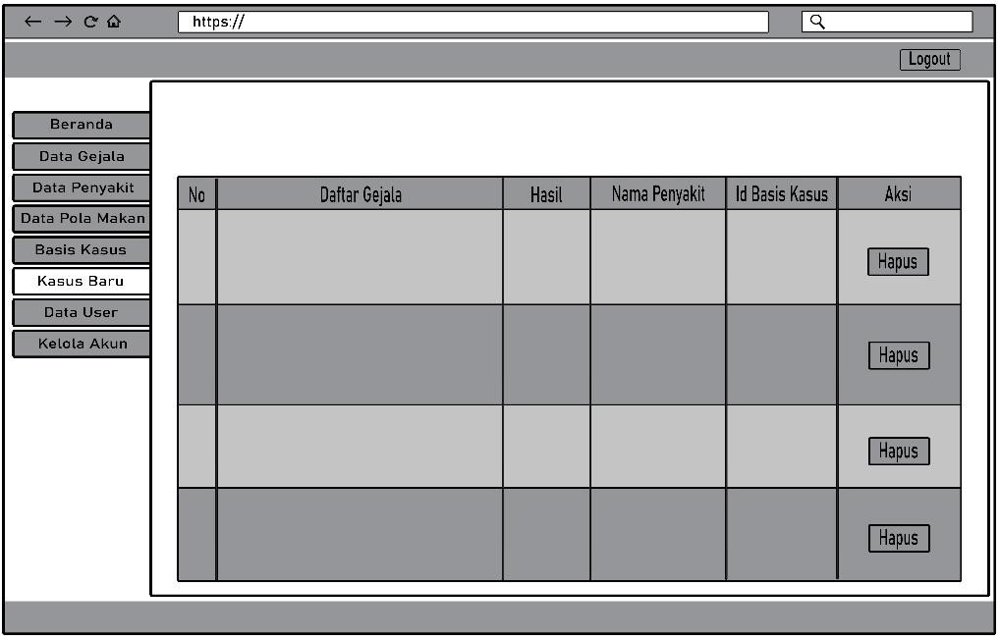 https://
Logout
Beranda
Data Gejala
Data Penyakit
Data Pola Makan
Basis Kasus
Kasus Baru
Data User
Kelola Akun
No Daftar Gejala Hasil Nama Penyakit Id Basis Kasus Aksi
Hapus
Hapus
Hapus
Hapus